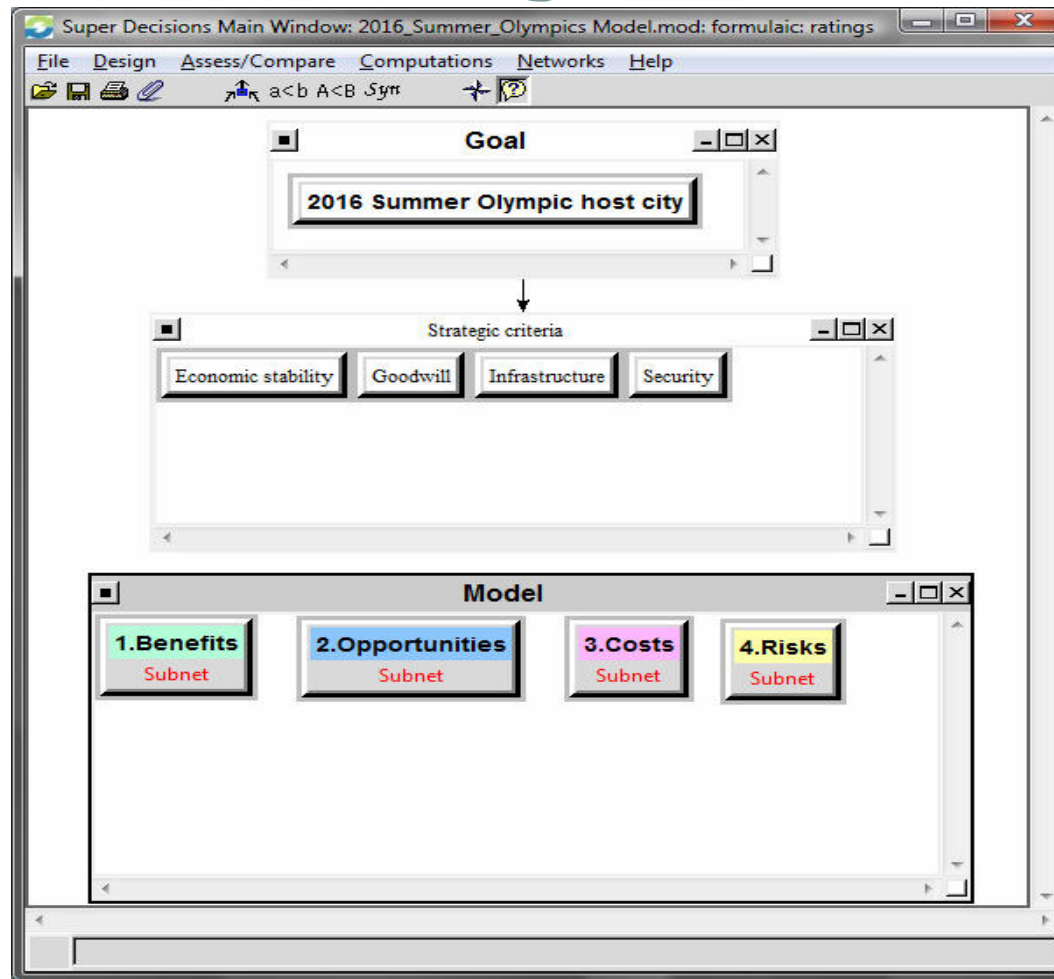 Super Decisions Main Window: 2016_Summer_Olympics Model.mod: formulaic: ratings
File Design Assess/Compare Computations Networks Help
a<b A<B Syn
Goal
2016 Summer Olympic host city
Strategic criteria
Economic stability Goodwill Infrastructure Security
Model
1.Benefits 2.Opportunities 3.Costs 4.Risks
Subnet Subnet Subnet Subnet